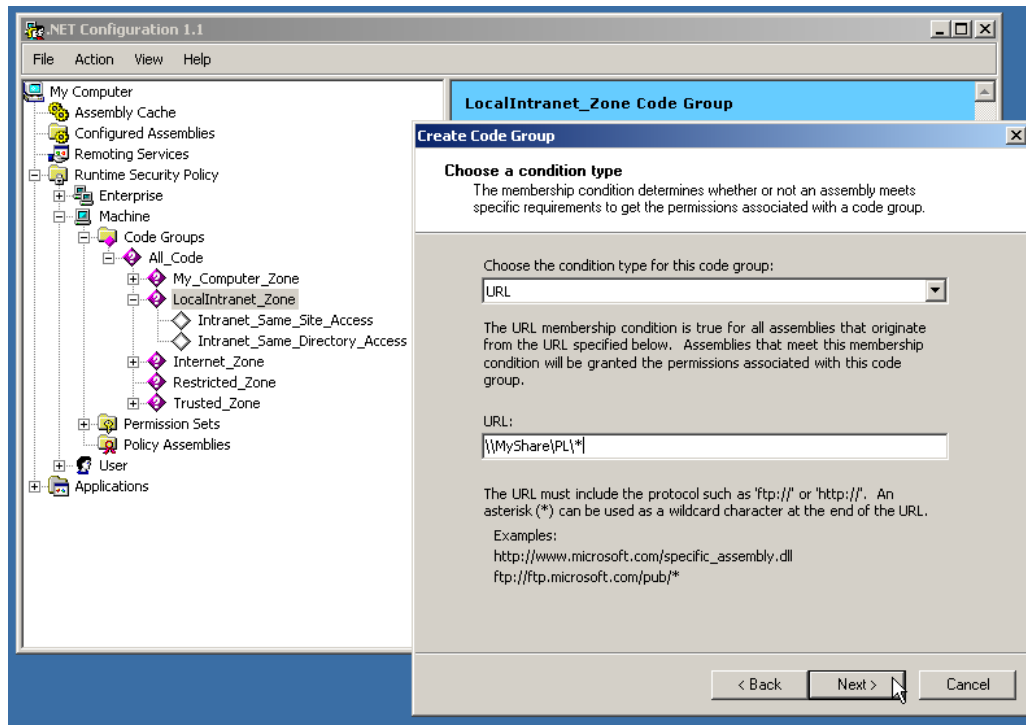 .NET Configuration 1.1
File Action View Help
My Computer
Assembly Cache
Configured Assemblies
Remoting Services
Runtime Security Policy
Enterprise
Machine
Code Groups
All_Code
My_Computer_Zone
LocalIntranet_Zone
Intranet_Same_Site_Access
Intranet_Same_Directory_Access
Internet_Zone
Restricted_Zone
Trusted_Zone
Permission Sets
Policy Assemblies
User
Applications
LocalIntranet_Zone Code Group
Create Code Group
Choose a condition type
The membership condition determines whether or not an assembly meets
specific requirements to get the permissions associated with a code group.
Choose the condition type for this code group:
URL
The URL membership condition is true for all assemblies that originate
from the URL specified below. Assemblies that meet this membership
condition will be granted the permissions associated with this code
group.
URL:
\\MyShare\PL\*
The URL must include the protocol such as 'ftp://' or 'http://'. An
asterisk (*) can be used as a wildcard character at the end of the URL.
Examples:
http://www.microsoft.com/specific_assembly.dll
ftp://ftp.microsoft.com/pub/*
< Back Next > Cancel